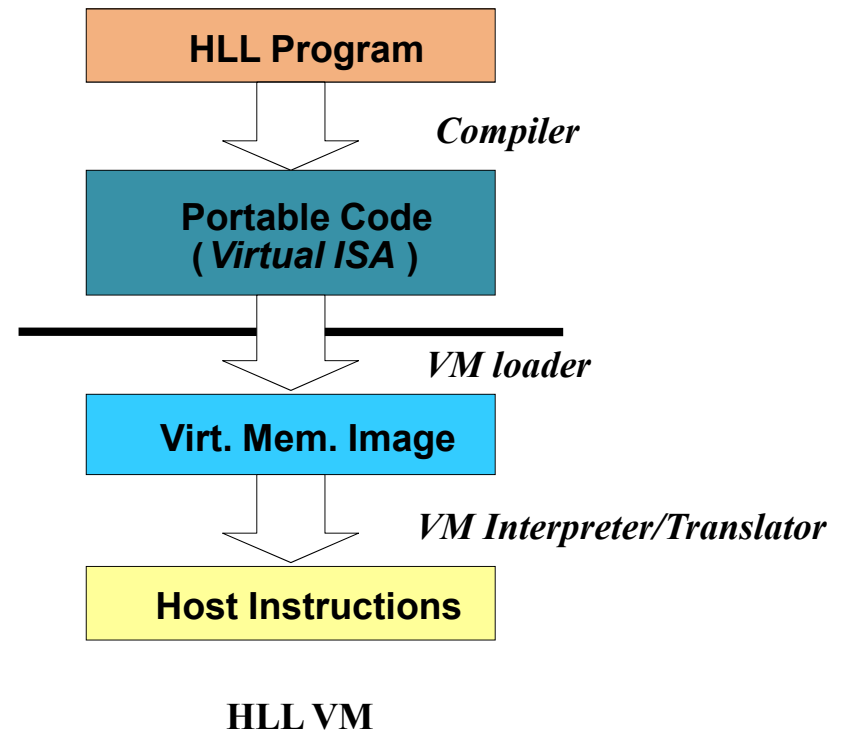 HLL Program
Compiler
Portable Code
( Virtual ISA )
VM loader
Virt. Mem. Image
VM Interpreter/Translator
Host Instructions
HLL VM